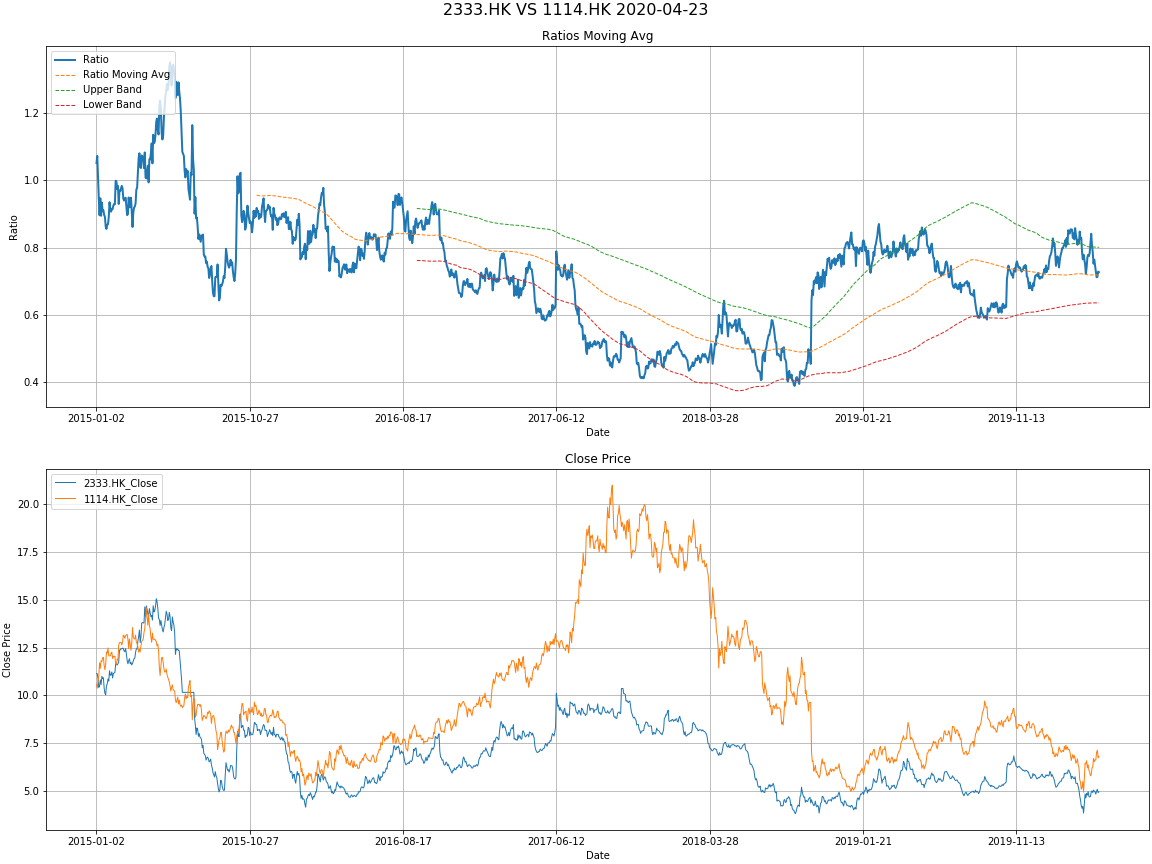 2333.HK VS 1114.HK 2020-04-23
Ratios Moving Avg
Ratio
Ratio Moving Avg
Upper Band
Lower Band
1.2
1.0
0.8
0.6
0.4
Ratio
2015-01-02 2015-10-27 2016-08-17 2017-06-12 2018-03-28 2019-01-21 2019-11-13
Date
Close Price
2333.HK_Close
1114.HK_Close
20.0
17.5
15.0
12.5
10.0
7.5
5.0
Close Price
2015-01-02 2015-10-27 2016-08-17 2017-06-12 2018-03-28 2019-01-21 2019-11-13
Date